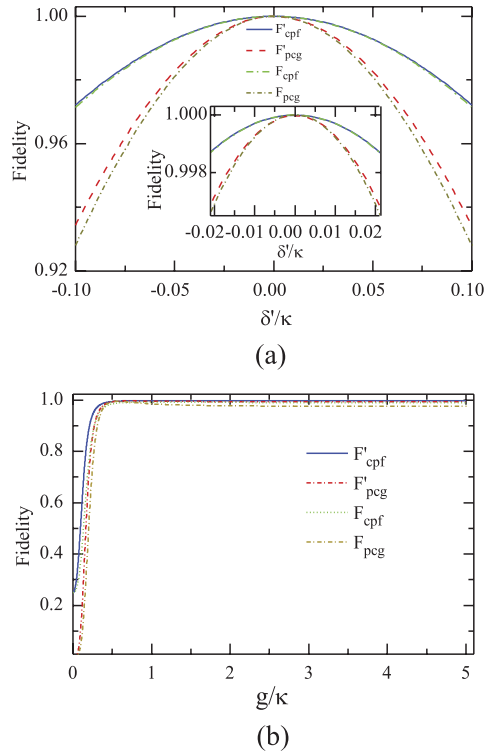 1.00
0.96
0.92
Fidelity
F'cpf
F'pcg
Fcpf
Fpcg
1.000
0.998
Fidelity
-0.02 -0.01 0.00 0.01 0.02
δ'/κ
-0.10 -0.05 0.00 0.05 0.10
δ'/κ
(a)
1.0
0.8
0.6
0.4
0.2
Fidelity
F'cpf
F'pcg
Fcpf
Fpcg
0 1 2 3 4 5
g/κ
(b)